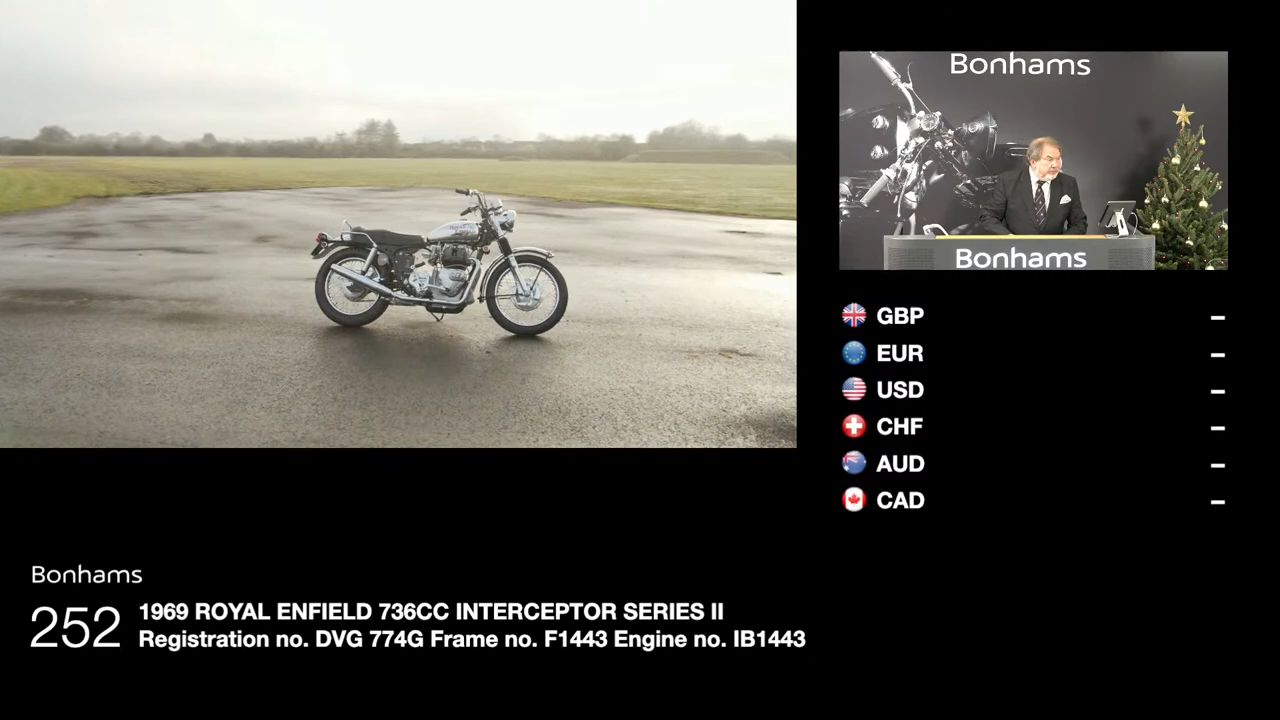 Bonhams
Bonhams
GBP –
EUR –
USD –
CHF –
AUD –
CAD –
Bonhams
252
1969 ROYAL ENFIELD 736CC INTERCEPTOR SERIES II
Registration no. DVG 774G Frame no. F1443 Engine no. IB1443